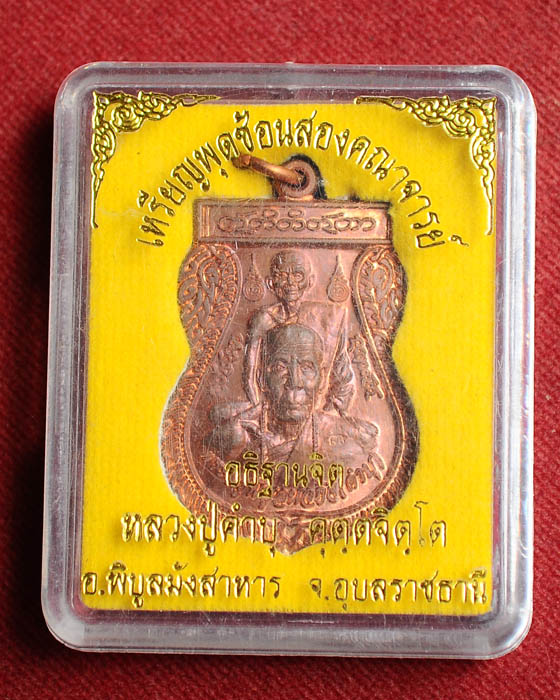 เหรียญพุฒซ้อนสองคณาจารย์
อธิฐานจิต
หลวงปู่คำบุ คุตฺตจิตฺโต
อ.พิบูลมังสาหาร จ.อุบลราชธานี